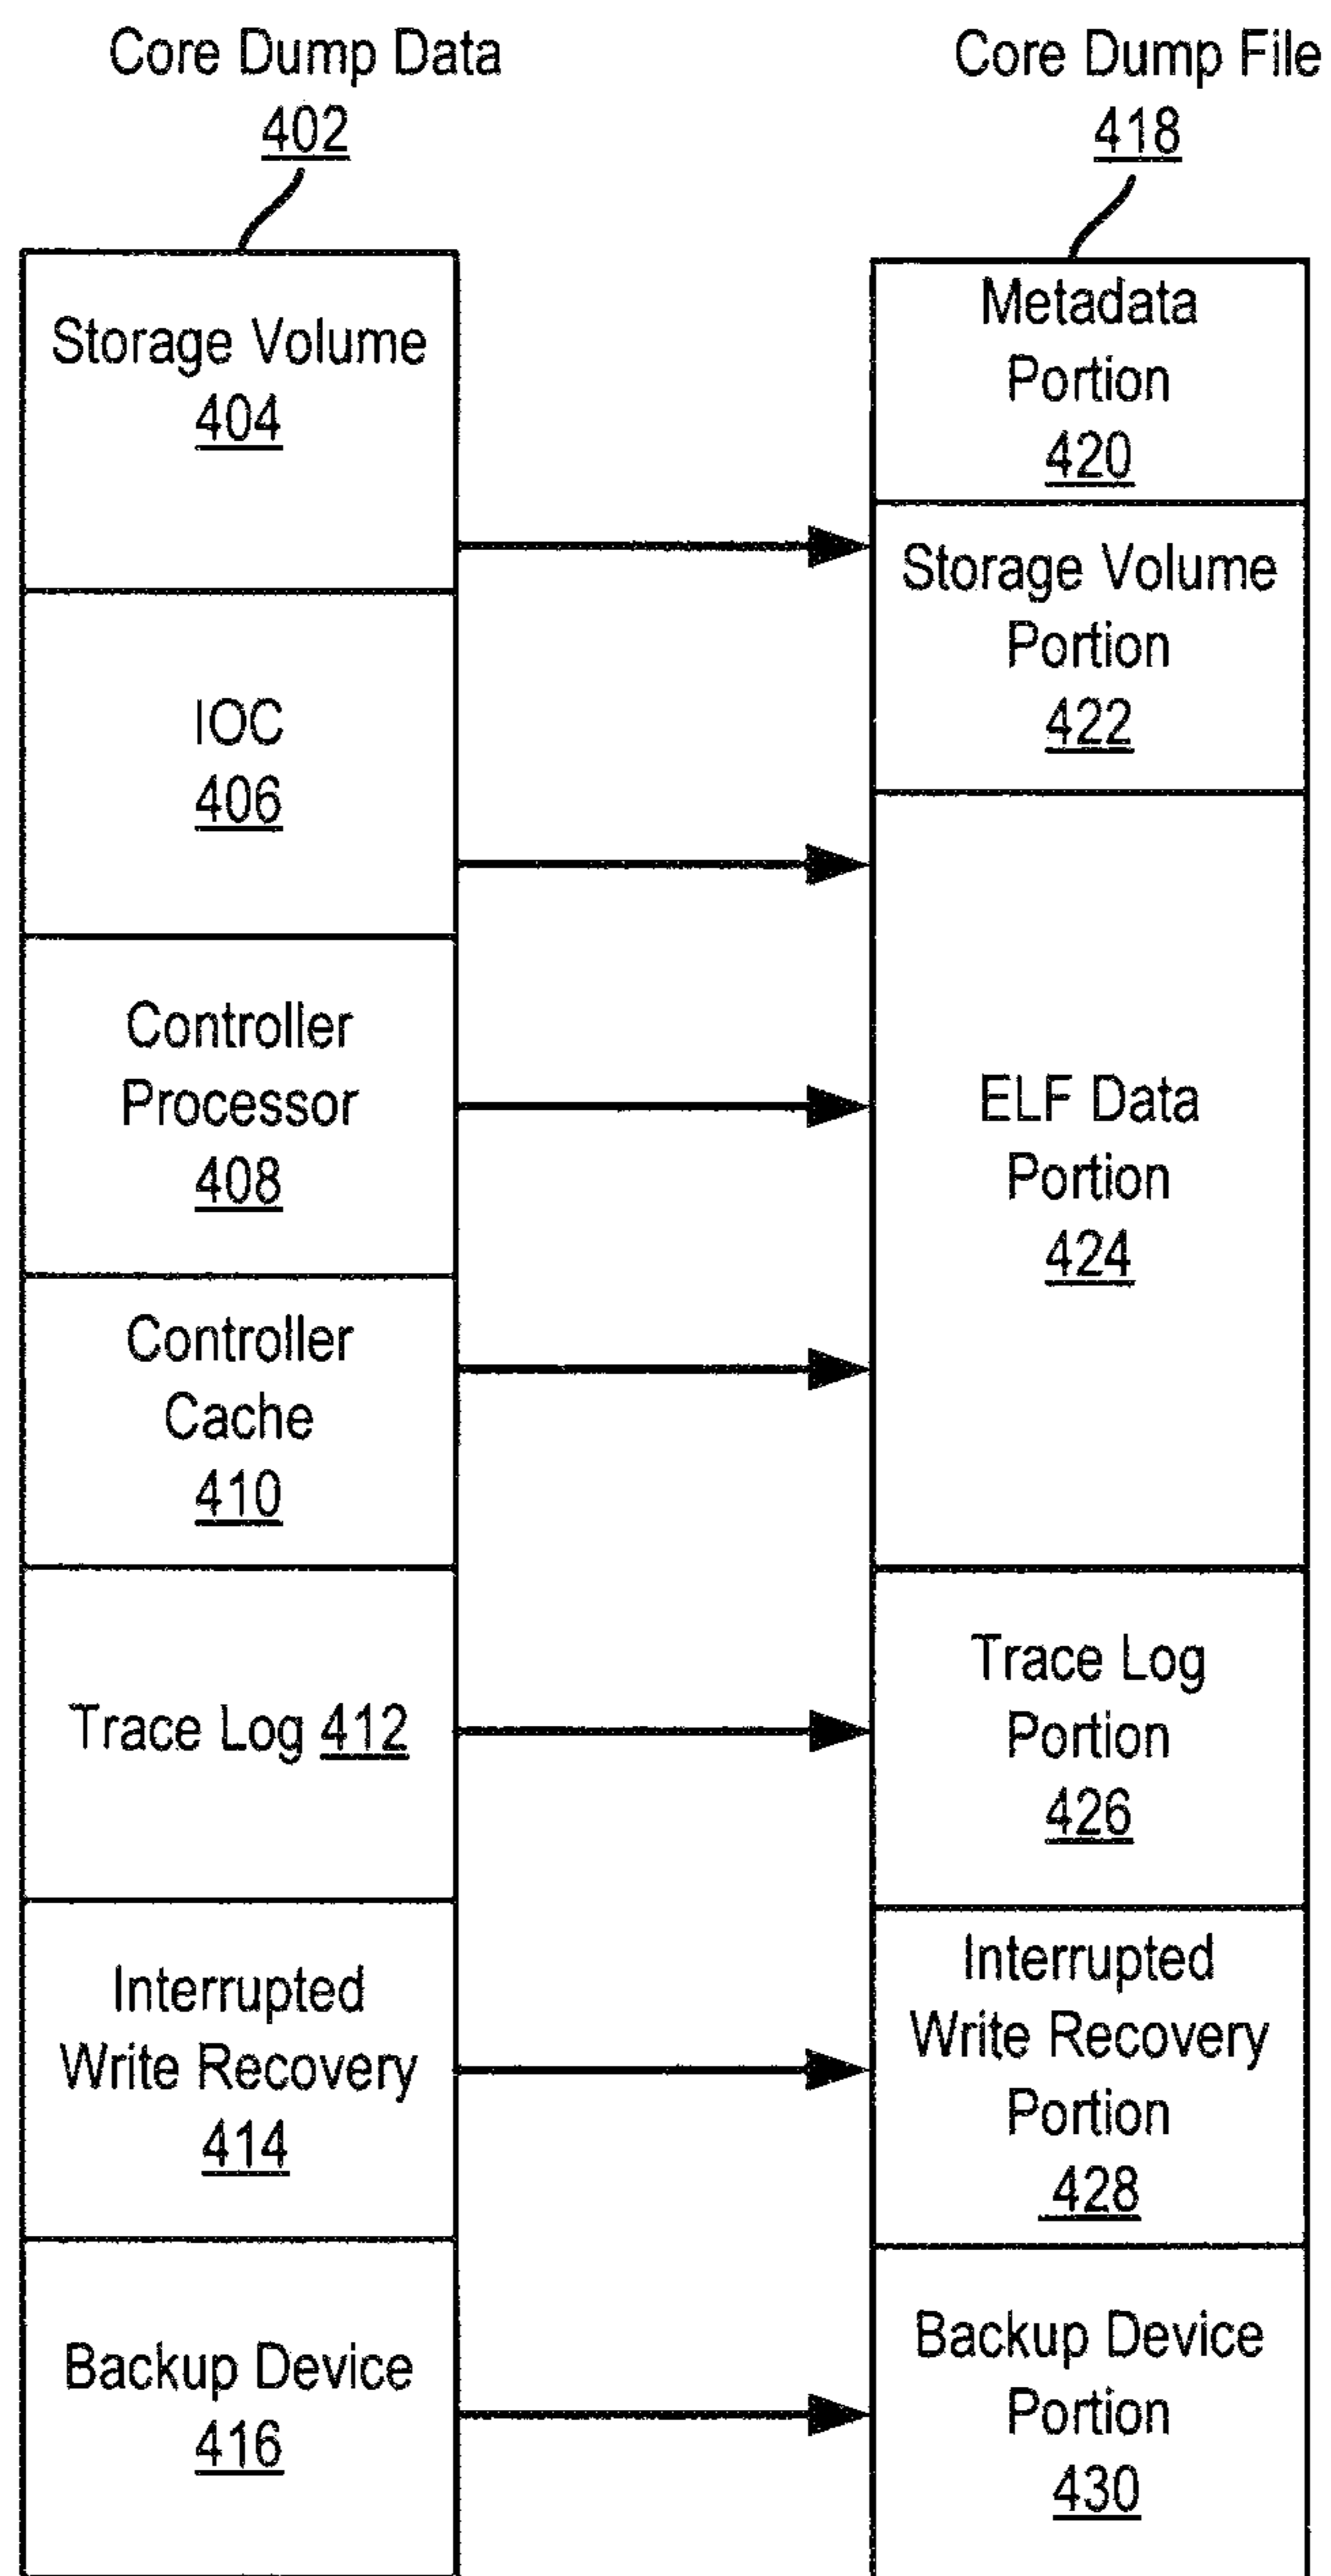 Core Dump Data
402
Storage Volume
404
IOC
406
Controller
Processor
408
Controller
Cache
410
Trace Log 412
Interrupted
Write Recovery
414
Backup Device
416
Core Dump File
418
Metadata
Portion
420
Storage Volume
Portion
422
ELF Data
Portion
424
Trace Log
Portion
426
Interrupted
Write Recovery
Portion
428
Backup Device
Portion
430